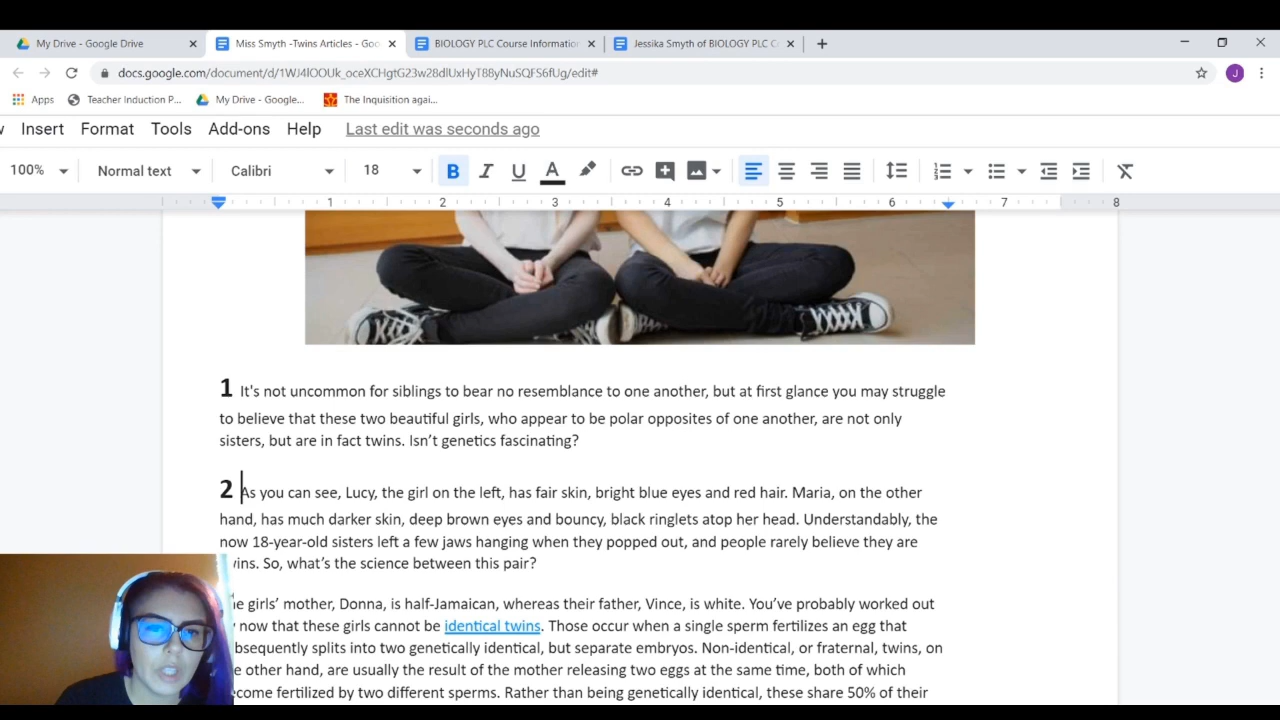 My Drive - Google Drive
Miss Smyth -Twins Articles - Goo
BIOLOGY PLC Course Information
Jessika Smyth of BIOLOGY PLC C
docs.google.com/document/d/1WJ4lOOUk_oceXCHgtG23w28dlUxHyT88yNuSQFS6fUg/edit#
J
Apps
Teacher Induction P...
My Drive - Google...
The Inquisition agai...
w Insert Format Tools Add-ons Help Last edit was seconds ago
100% Normal text Calibri 18 B I U A
1 2 3 4 5 6 7 8
1 It's not uncommon for siblings to bear no resemblance to one another, but at first glance you may struggle
to believe that these two beautiful girls, who appear to be polar opposites of one another, are not only
sisters, but are in fact twins. Isn't genetics fascinating?
2 As you can see, Lucy, the girl on the left, has fair skin, bright blue eyes and red hair. Maria, on the other
hand, has much darker skin, deep brown eyes and bouncy, black ringlets atop her head. Understandably, the
now 18-year-old sisters left a few jaws hanging when they popped out, and people rarely believe they are
wins. So, what's the science between this pair?
e girls' mother, Donna, is half-Jamaican, whereas their father, Vince, is white. You've probably worked out
now that these girls cannot be identical twins. Those occur when a single sperm fertilizes an egg that
bsequently splits into two genetically identical, but separate embryos. Non-identical, or fraternal, twins, on
e other hand, are usually the result of the mother releasing two eggs at the same time, both of which
ecome fertilized by two different sperms. Rather than being genetically identical, these share 50% of their